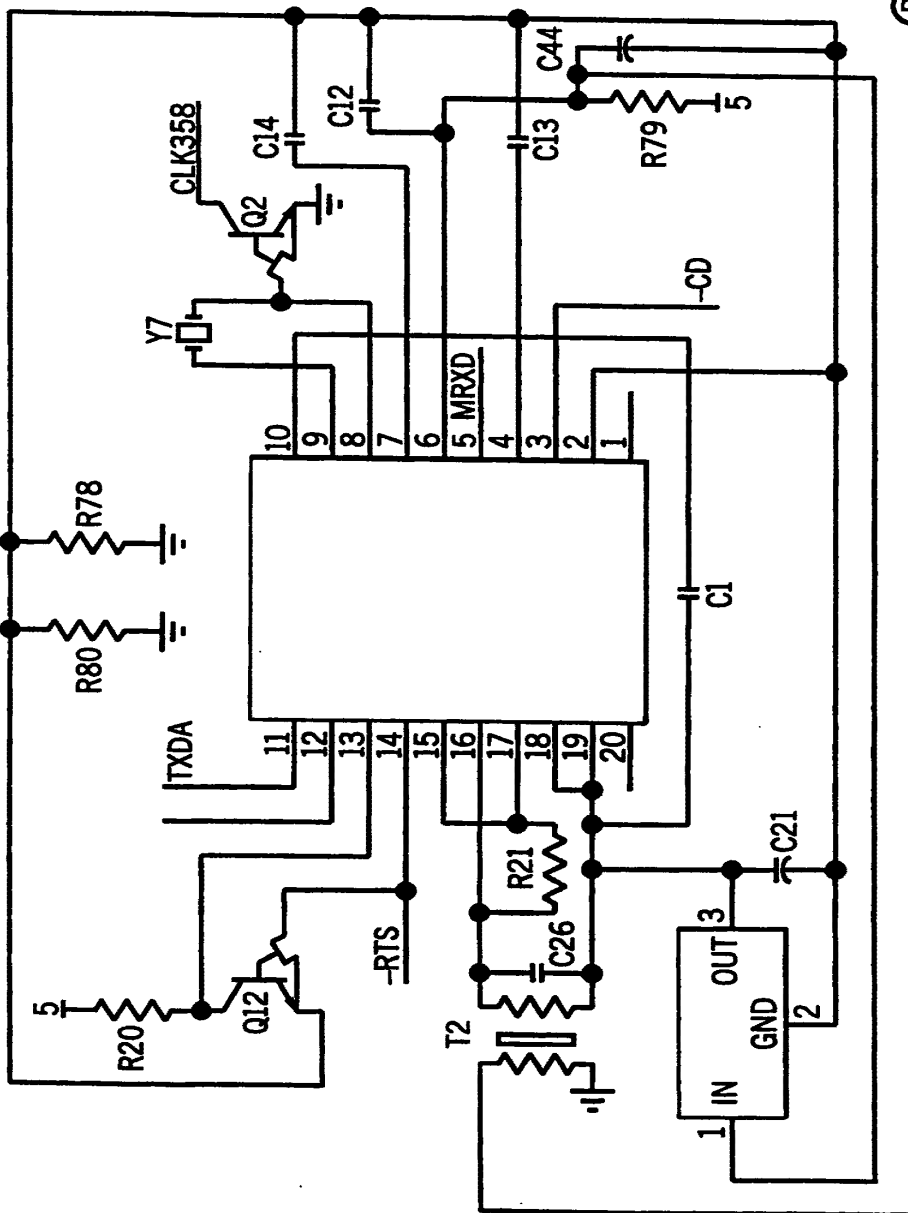 5
R20
Q12
-RTS
TXDA
11
12
13
14
15
16
17
18
19
20
R80
R78
10
9
8
7
6
5
4
3
2
1
MRXD
-CD
Y7
CLK358
Q2
C14
C12
C13
C44
R79
5
C1
R21
C26
T2
C21
1
IN
OUT
3
GND
2